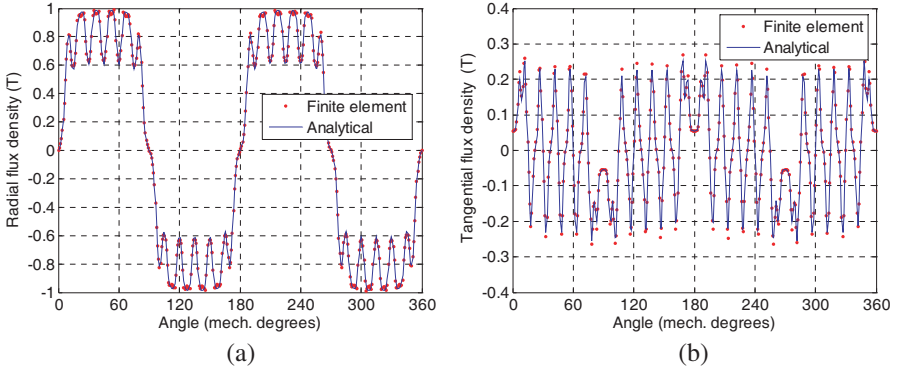 1
0.8
0.6
0.4
0.2
0
-0.2
-0.4
-0.6
-0.8
-1
Radial flux density (T)
Finite element
Analytical
0 60 120 180 240 300 360
Angle (mech. degrees)
(a)
0.4
0.3
0.2
0.1
0
-0.1
-0.2
-0.3
-0.4
Tangential flux density (T)
Finite element
Analytical
0 60 120 180 240 300 360
Angle (mech. degrees)
(b)